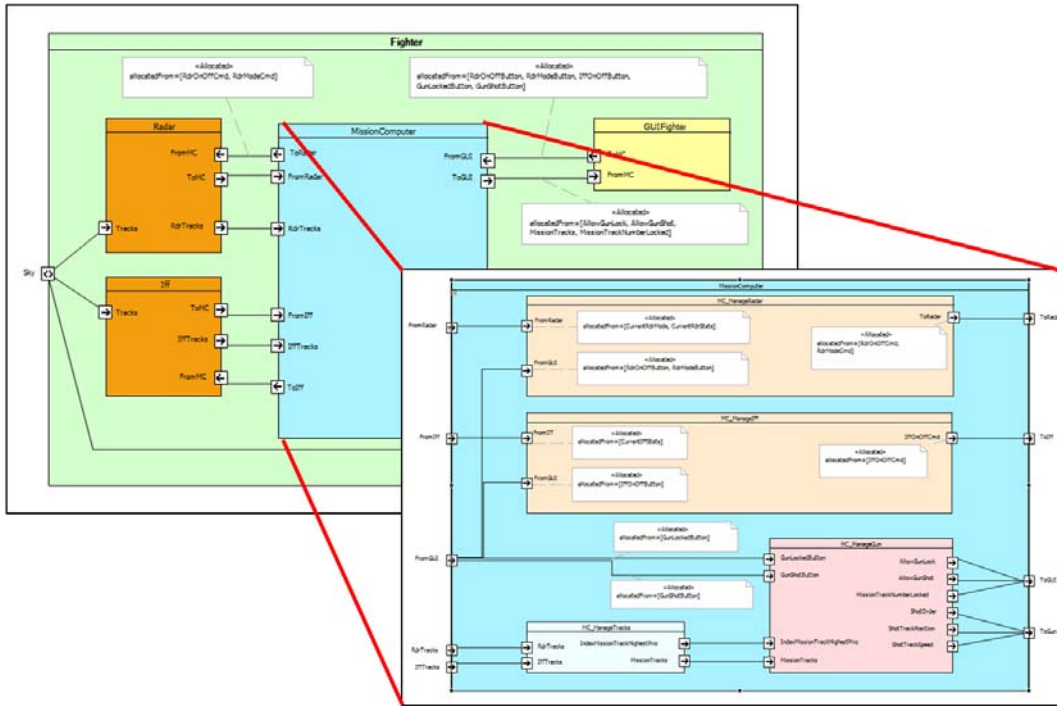 Fighter
«Allocated»
allocatedFrom=[RdrOnOffCmd, RdrModeCmd]
«Allocated»
allocatedFrom=[RdrOnOffButton, RdrModeButton, IffOnOffButton,
GunLockedButton, GunShotButton]
Radar
FromMC
ToMC
Tracks
RdrTracks
MissionComputer
ToRadar
FromRadar
RdrTracks
FromIff
IffTracks
ToIff
FromGUI
ToGUI
GUIFighter
ToMC
FromMC
«Allocated»
allocatedFrom=[AllowGunLock, AllowGunShot,
MissionTracks, MissionTrackNumberLocked]
Sky
Iff
Tracks
ToMC
IffTracks
FromMC
MissionComputer
FromRadar
MC_ManageRadar
FromRadar
«Allocated»
allocatedFrom=[CurrentRdrMode, CurrentRdrState]
FromGUI
«Allocated»
allocatedFrom=[RdrOnOffButton, RdrModeButton]
ToRadar
«Allocated»
allocatedFrom=[RdrOnOffCmd,
RdrModeCmd]
MC_ManageIff
FromIff
FromIff
«Allocated»
allocatedFrom=[CurrentIffState]
FromGUI
«Allocated»
allocatedFrom=[IffOnOffButton]
IffOnOffCmd
«Allocated»
allocatedFrom=[IffOnOffCmd]
ToIff
FromGUI
«Allocated»
allocatedFrom=[GunLockedButton]
«Allocated»
allocatedFrom=[GunShotButton]
MC_ManageGun
GunLockedButton
GunShotButton
AllowGunLock
AllowGunShot
MissionTrackNumberLocked
ShotOrder
ShotTrackPosition
ShotTrackSpeed
IndexMissionTrackHighestPrio
MissionTracks
ToGUI
ToGun
MC_ManageTracks
RdrTracks
IffTracks
RdrTracks
IffTracks
IndexMissionTrackHighestPrio
MissionTracks